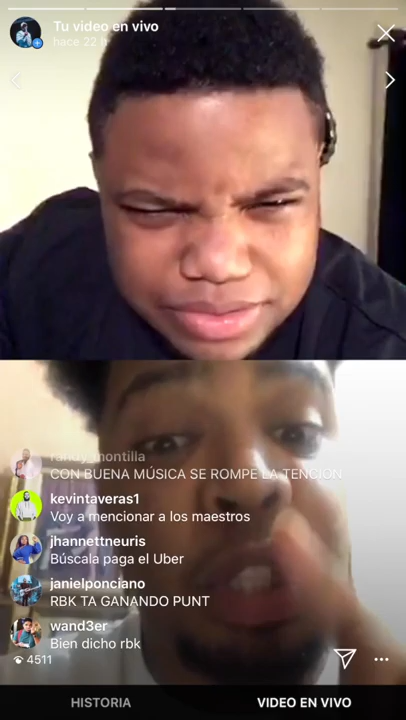 Tu video en vivo
hace 22 h
randy_montilla
CON BUENA MÚSICA SE ROMPE LA TENCION
kevintaveras1
Voy a mencionar a los maestros
jhannettneuris
Búscala paga el Uber
janielponciano
RBK TA GANANDO PUNT
wand3er
Bien dicho rbk
4511
HISTORIA
VIDEO EN VIVO